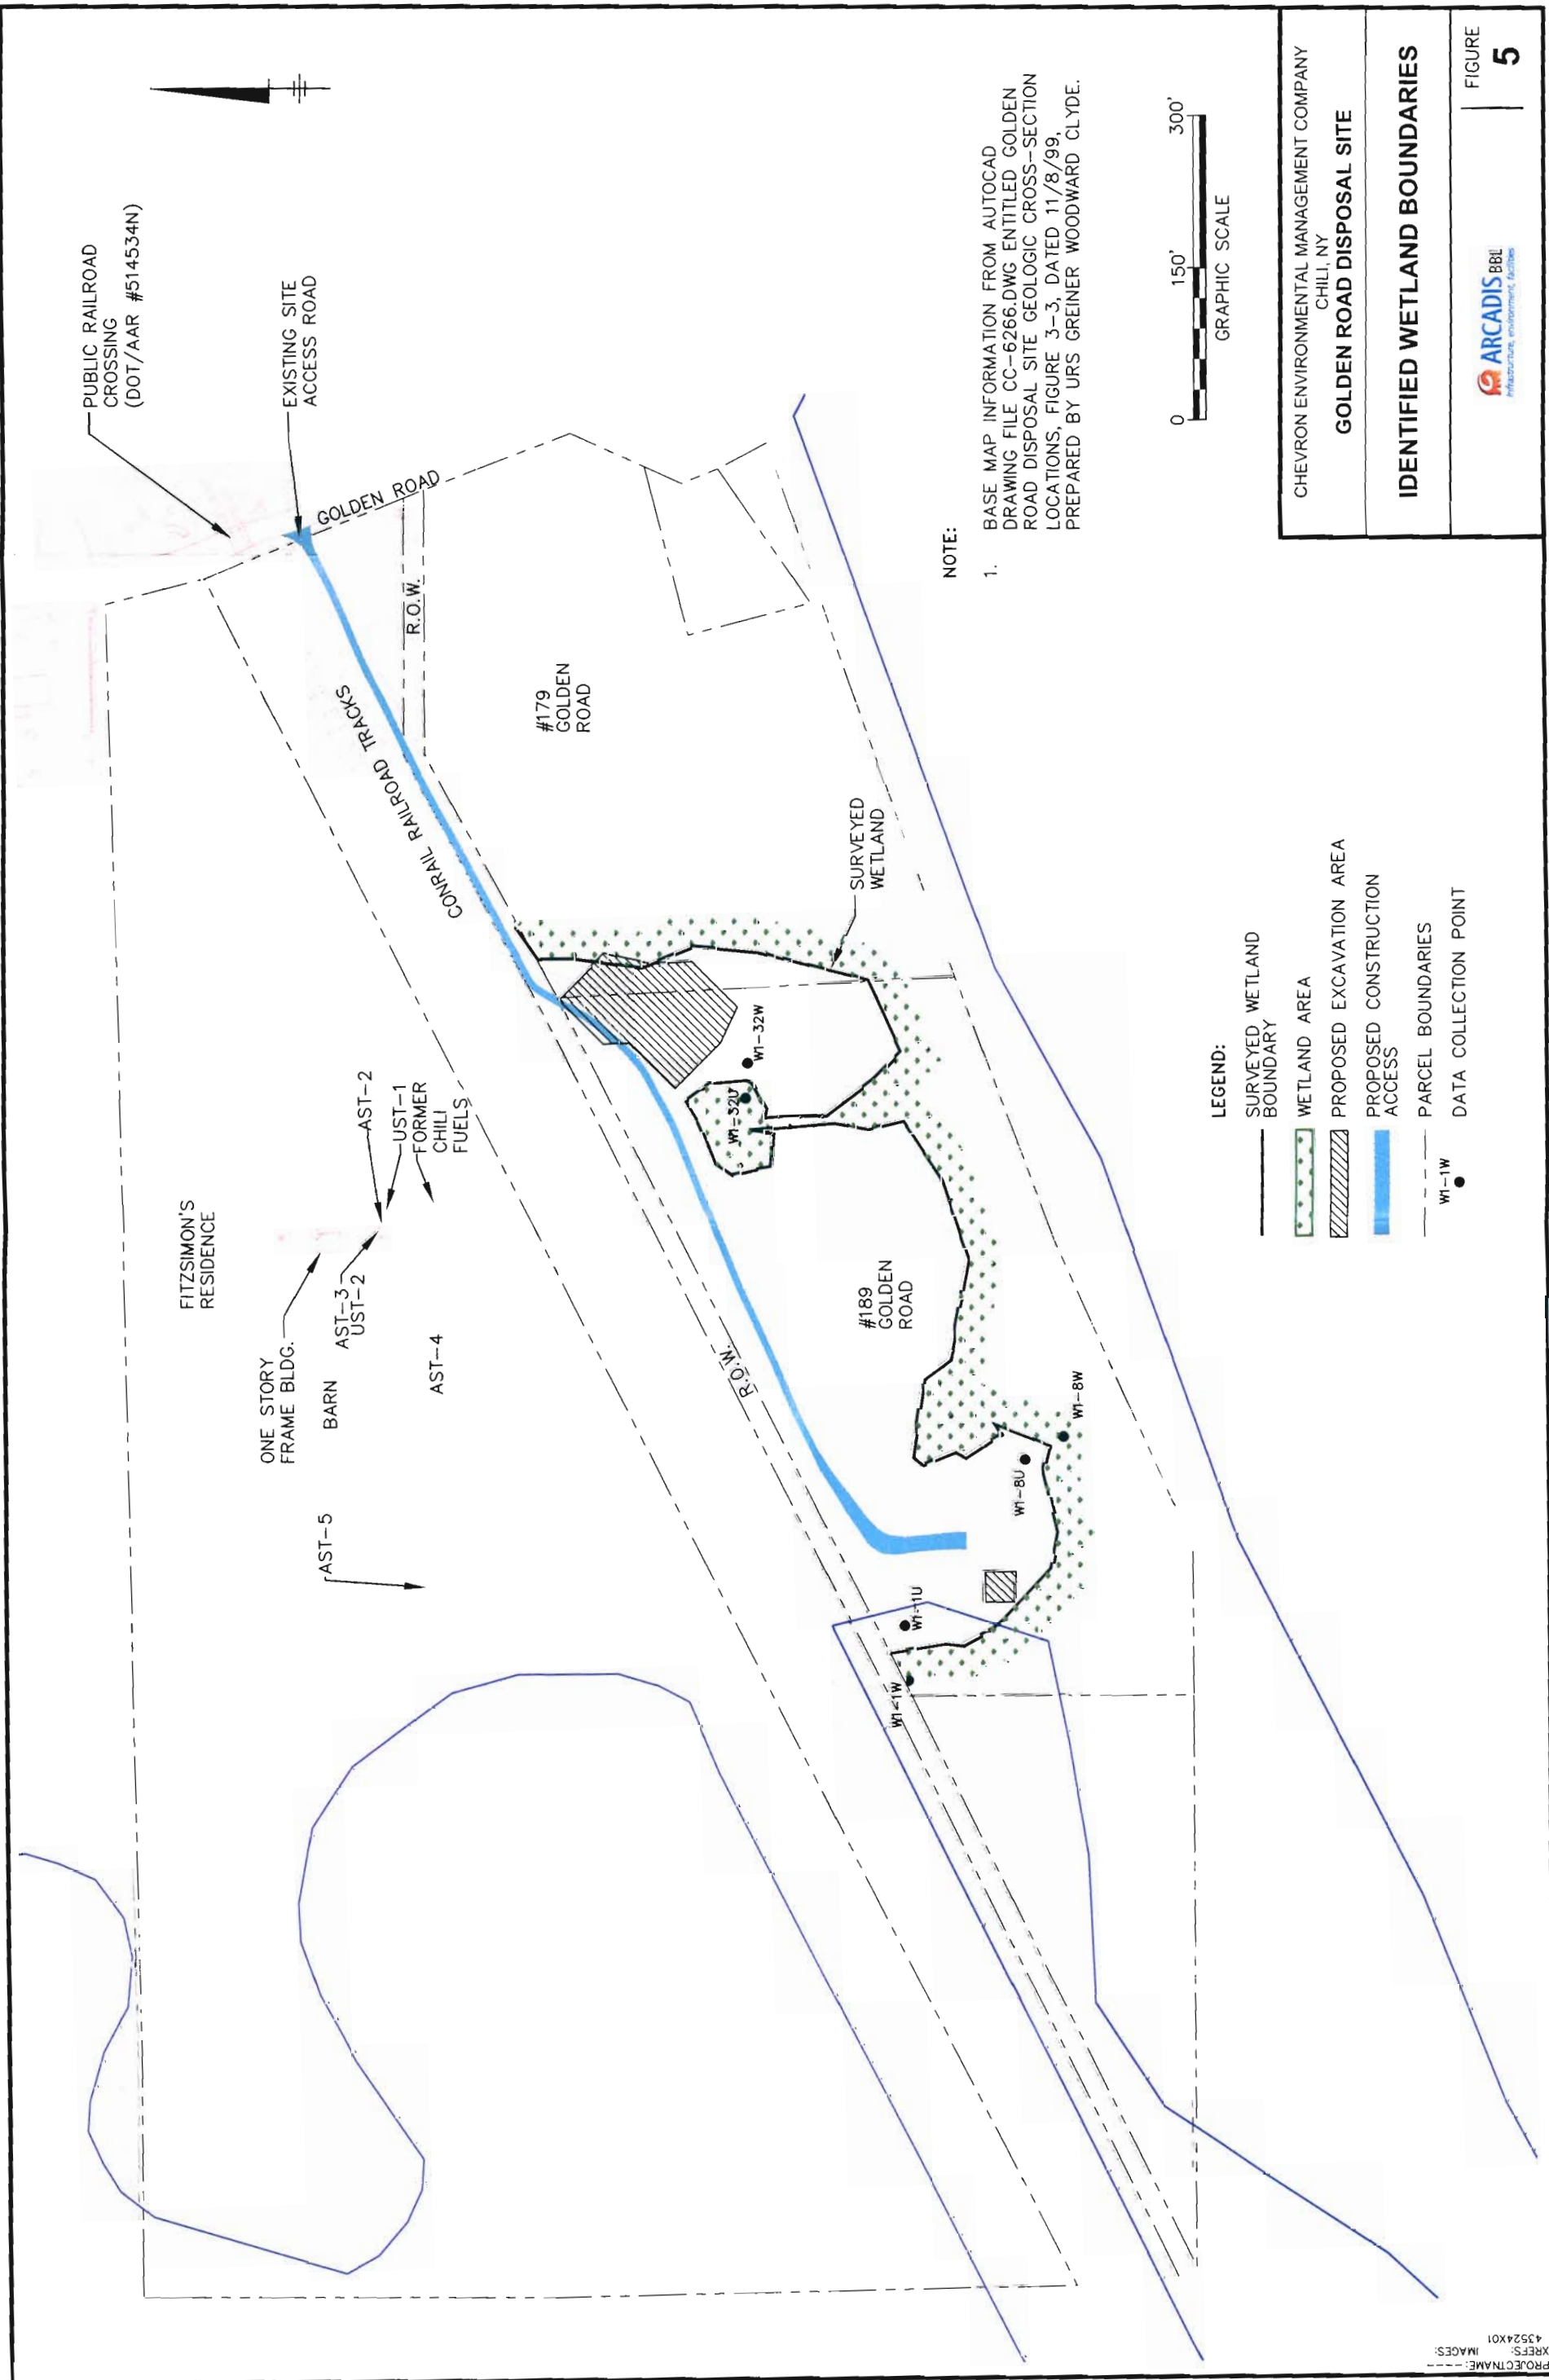 PUBLIC RAILROAD
CROSSING
(DOT/AAR #514534N)
EXISTING SITE
ACCESS ROAD
GOLDEN ROAD
R.O.W.
CONRAIL RAILROAD TRACKS
#179
GOLDEN
ROAD
FITZSIMON'S
RESIDENCE
ONE STORY
FRAME BLDG.
BARN
AST-2
UST-1
FORMER
CHILI
FUELS
AST-3
UST-2
AST-4
AST-5
SURVEYED
WETLAND
W1-32W
W1-32U
#189
GOLDEN
ROAD
R.O.W.
W1-8W
W1-8U
W1-1U
W1-1W
NOTE:
1. BASE MAP INFORMATION FROM AUTOCAD
DRAWING FILE CC-6266.DWG ENTITLED GOLDEN
ROAD DISPOSAL SITE GEOLOGIC CROSS-SECTION
LOCATIONS, FIGURE 3-3, DATED 11/8/99,
PREPARED BY URS GREINER WOODWARD CLYDE.
LEGEND:
SURVEYED WETLAND
BOUNDARY
WETLAND AREA
PROPOSED EXCAVATION AREA
PROPOSED CONSTRUCTION
ACCESS
PARCEL BOUNDARIES
W1-1W
DATA COLLECTION POINT
0 150' 300'
GRAPHIC SCALE
CHEVRON ENVIRONMENTAL MANAGEMENT COMPANY
CHILI, NY
GOLDEN ROAD DISPOSAL SITE
IDENTIFIED WETLAND BOUNDARIES
ARCADIS BBL
Infrastructure, environment, facilities
FIGURE
5
PROJECTNAME: ----
XREFS: IMAGES:
43524X01